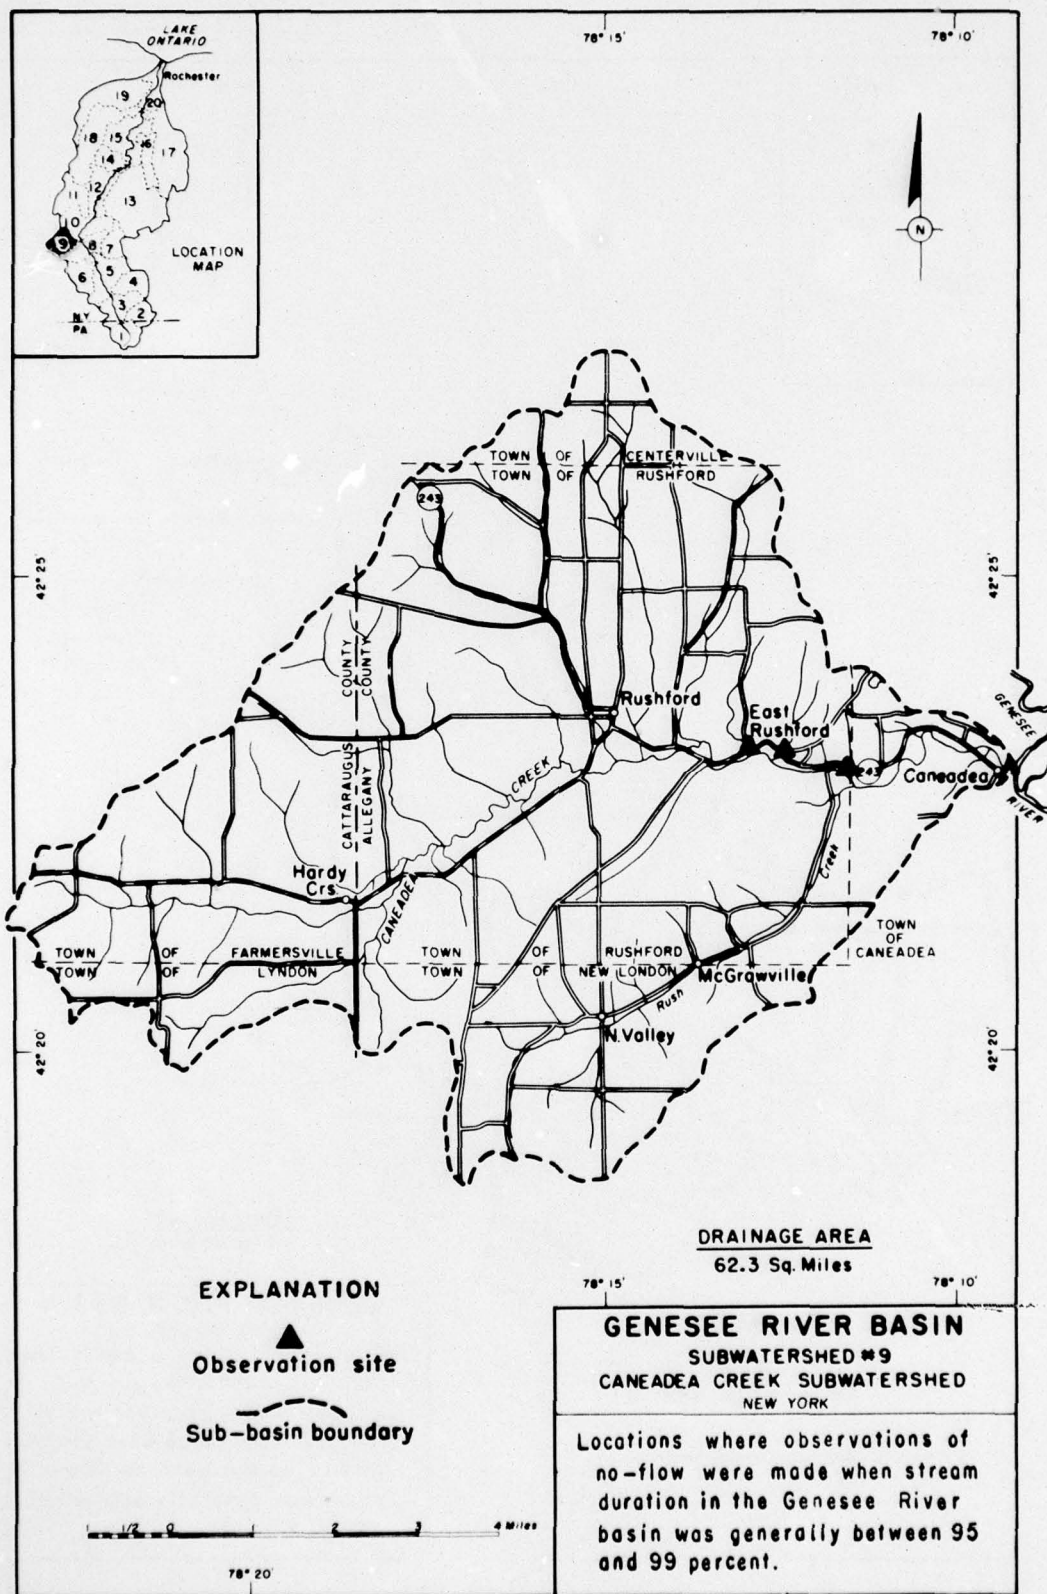 LAKE
ONTARIO
Rochester
19
20
18
15
16
17
14
12
11
13
10
9
8
7
6
5
4
3
2
1
N.Y.
PA
LOCATION
MAP
78° 15'
78° 10'
N
TOWN OF CENTERVILLE
TOWN OF RUSHFORD
243
42° 25'
42° 25'
COUNTY
COUNTY
CATTARAUGUS
ALLEGANY
Rushford
East
Rushford
GENESEE
RIVER
Caneadea
243
CREEK
CANEADEA
Hardy
Crs.
Creek
TOWN OF FARMERSVILLE
TOWN OF LYNDON
TOWN OF RUSHFORD
TOWN OF NEW LONDON
TOWN
OF
CANEADEA
McGrawville
Rush
N. Valley
42° 20'
42° 20'
DRAINAGE AREA
62.3 Sq. Miles
78° 15'
78° 10'
EXPLANATION
Observation site
Sub-basin boundary
1 1/2 0 1 2 3 4 Miles
78° 20'
GENESEE RIVER BASIN
SUBWATERSHED #9
CANEADEA CREEK SUBWATERSHED
NEW YORK
Locations where observations of
no-flow were made when stream
duration in the Genesee River
basin was generally between 95
and 99 percent.